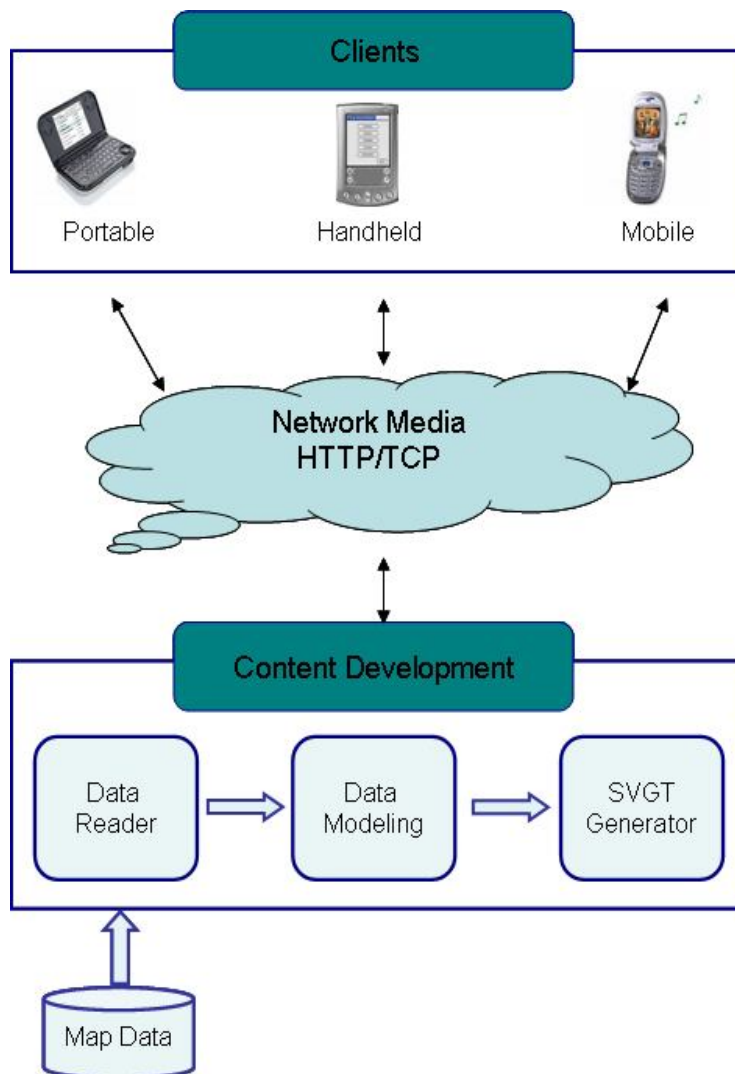 Clients
Portable
Handheld
Mobile
Network Media
HTTP/TCP
Content Development
Data
Reader
Data
Modeling
SVGT
Generator
Map Data